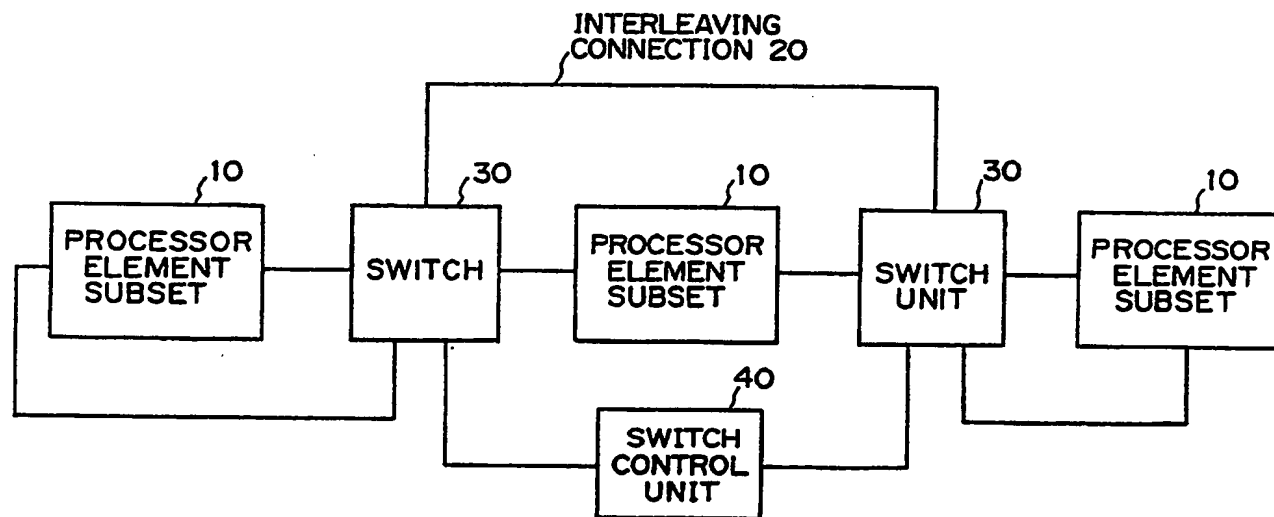 INTERLEAVING
CONNECTION 20
10
30
10
30
10
PROCESSOR
ELEMENT
SUBSET
SWITCH
PROCESSOR
ELEMENT
SUBSET
SWITCH
UNIT
PROCESSOR
ELEMENT
SUBSET
40
SWITCH
CONTROL
UNIT